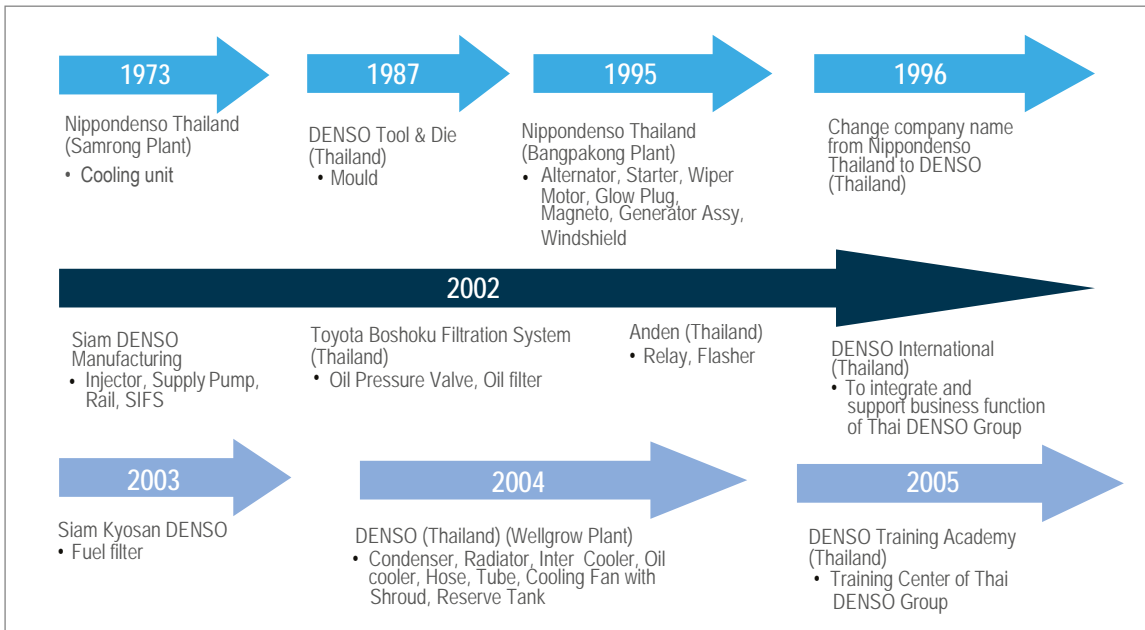 1973
Nippondenso Thailand
(Samrong Plant)
• Cooling unit
1987
DENSO Tool & Die
(Thailand)
• Mould
1995
Nippondenso Thailand
(Bangpakong Plant)
• Alternator, Starter, Wiper
Motor, Glow Plug,
Magneto, Generator Assy,
Windshield
1996
Change company name
from Nippondenso
Thailand to DENSO
(Thailand)
2002
Siam DENSO
Manufacturing
• Injector, Supply Pump,
Rail, SIFS
Toyota Boshoku Filtration System
(Thailand)
• Oil Pressure Valve, Oil filter
Anden (Thailand)
• Relay, Flasher
DENSO International
(Thailand)
• To integrate and
support business function
of Thai DENSO Group
2003
Siam Kyosan DENSO
• Fuel filter
2004
DENSO (Thailand) (Wellgrow Plant)
• Condenser, Radiator, Inter Cooler, Oil
cooler, Hose, Tube, Cooling Fan with
Shroud, Reserve Tank
2005
DENSO Training Academy
(Thailand)
• Training Center of Thai
DENSO Group